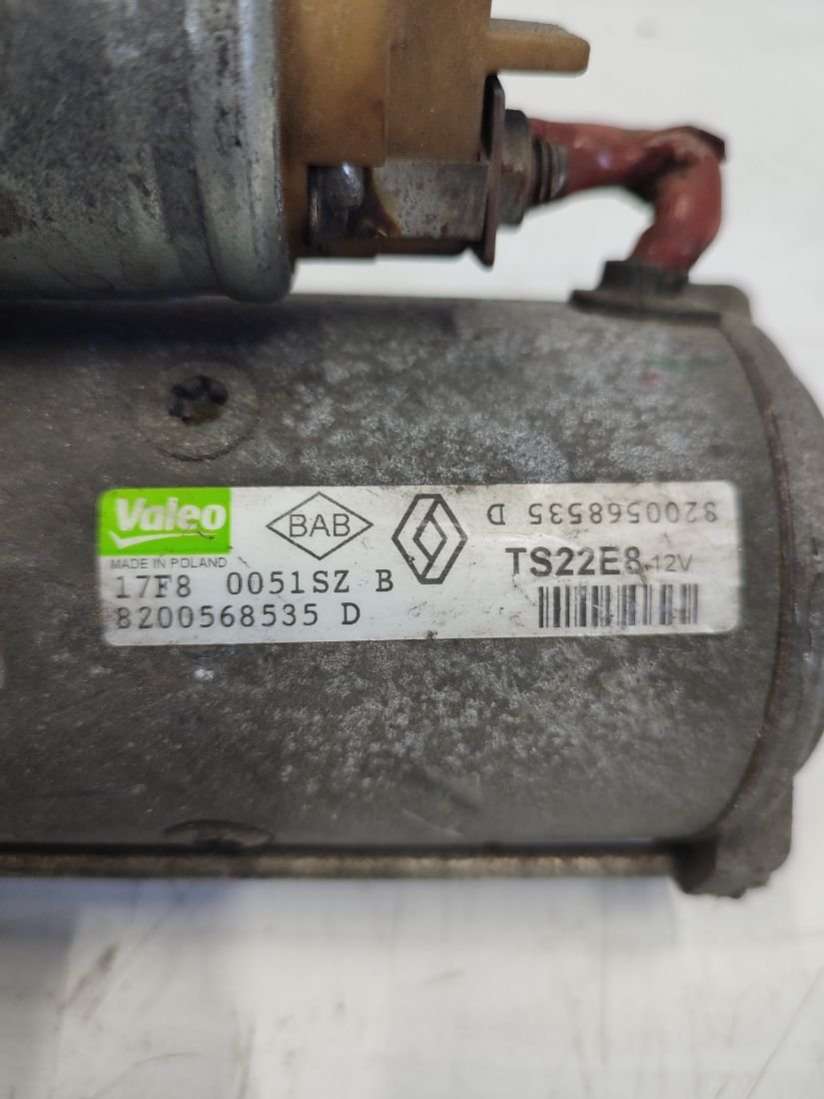 Valeo
MADE IN POLAND
BAB
8200568535 D
TS22E8 12V
17F8 0051SZ B
8200568535 D